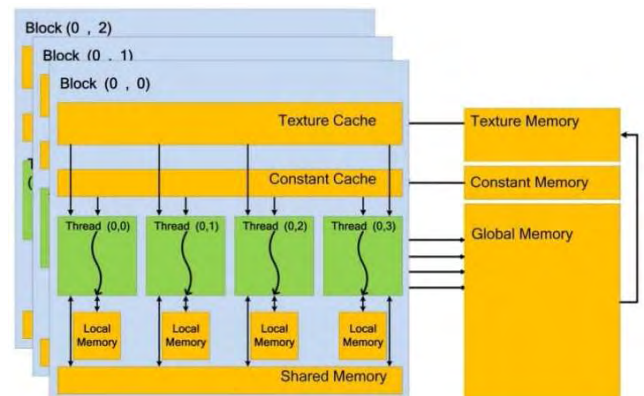 Block (0 , 2)
Block (0 , 1)
Block (0 , 0)
Texture Cache
Texture Memory
Constant Cache
Constant Memory
Thread (0,0)
Thread (0,1)
Thread (0,2)
Thread (0,3)
Global Memory
Local
Memory
Local
Memory
Local
Memory
Local
Memory
Shared Memory